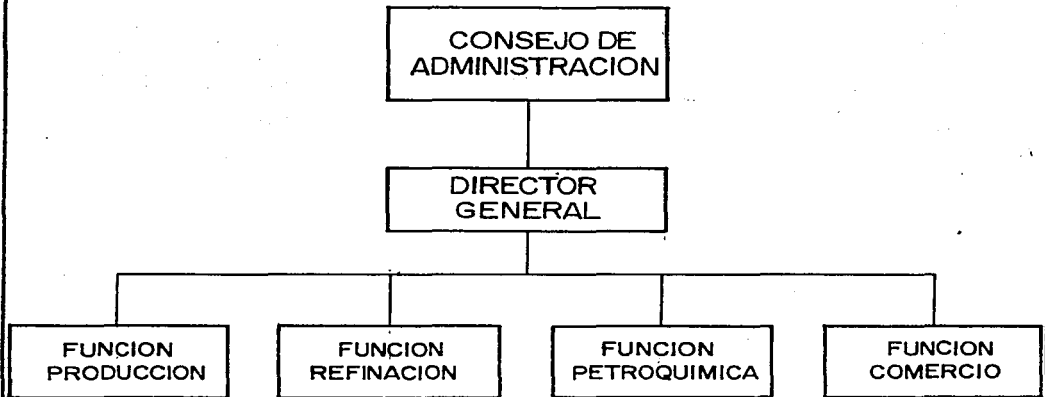 CONSEJO DE
ADMINISTRACION
DIRECTOR
GENERAL
FUNCION
PRODUCCION
FUNCION
REFINACION
FUNCION
PETROQUIMICA
FUNCION
COMERCIO